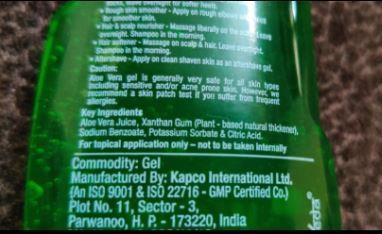 overnight for softer heels.
• Rough skin smoother - Apply on rough elbows
for smoother skin.
• Hair & scalp nourisher - Massage liberally on the scalp. Leave
overnight. Shampoo in the morning.
• Hair softener - Massage on scalp & hair. Leave overnight.
Shampoo in the morning.
• Aftershave - Apply on clean shaven skin as an aftershave gel.
Caution:
Aloe Vera gel is generally very safe for all skin types
including sensitive and/or acne prone skin. However, we
recommend a skin patch test if you suffer from frequent
allergies.
Key Ingredients
Aloe Vera Juice, Xanthan Gum (Plant - based natural thickener),
Sodium Benzoate, Potassium Sorbate & Citric Acid.
For topical application only - not to be taken internally
Commodity: Gel
Manufactured By: Kapco International Ltd.
(An ISO 9001 & ISO 22716 - GMP Certified Co.)
Plot No. 11, Sector - 3,
Parwanoo, H. P. - 173220, India